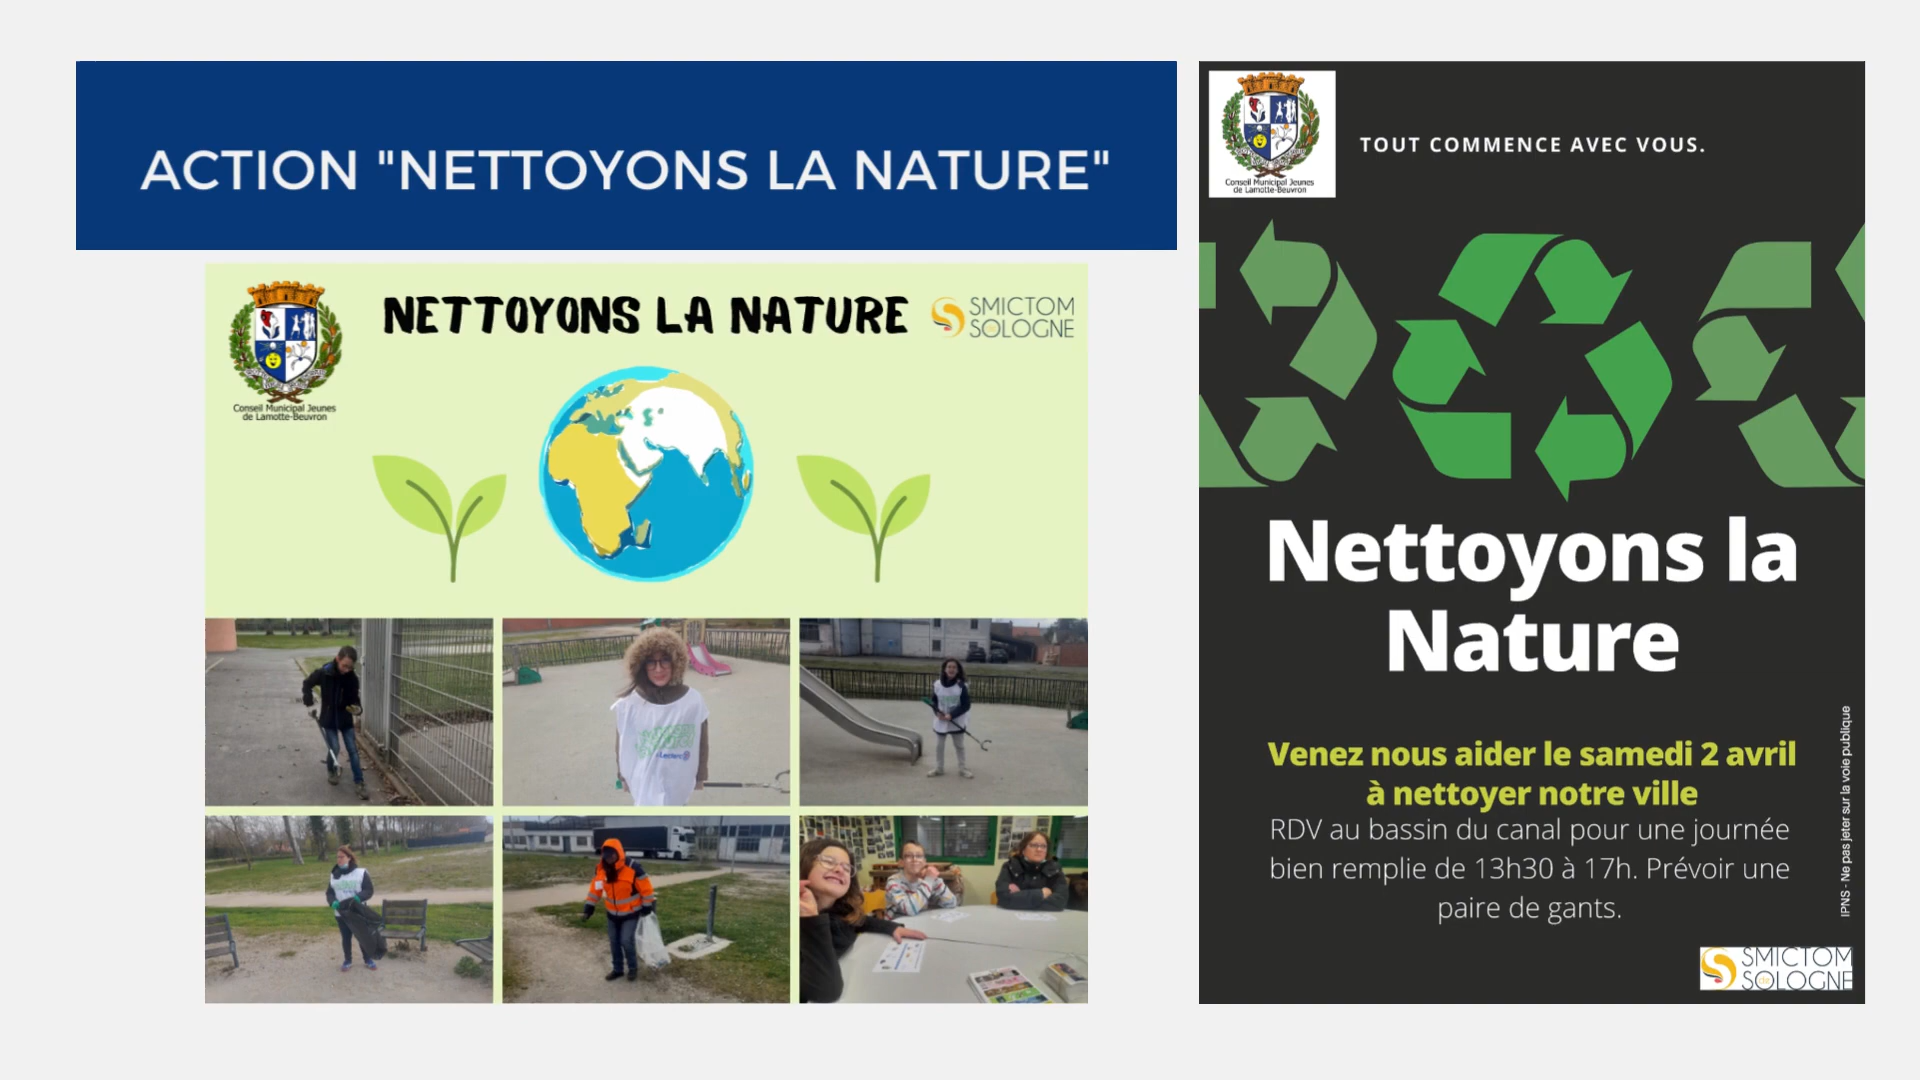 ACTION "NETTOYONS LA NATURE"
NETTOYONS LA NATURE
SMICTOM
SOLOGNE
Conseil Municipal Jeunes
de Lamotte-Beuvron
Leclerc
Conseil Municipal Jeunes
de Lamotte-Beuvron
TOUT COMMENCE AVEC VOUS.
Nettoyons la
Nature
Venez nous aider le samedi 2 avril
à nettoyer notre ville
RDV au bassin du canal pour une journée
bien remplie de 13h30 à 17h. Prévoir une
paire de gants.
IPNS - Ne pas jeter sur la voie publique
SMICTOM
SOLOGNE